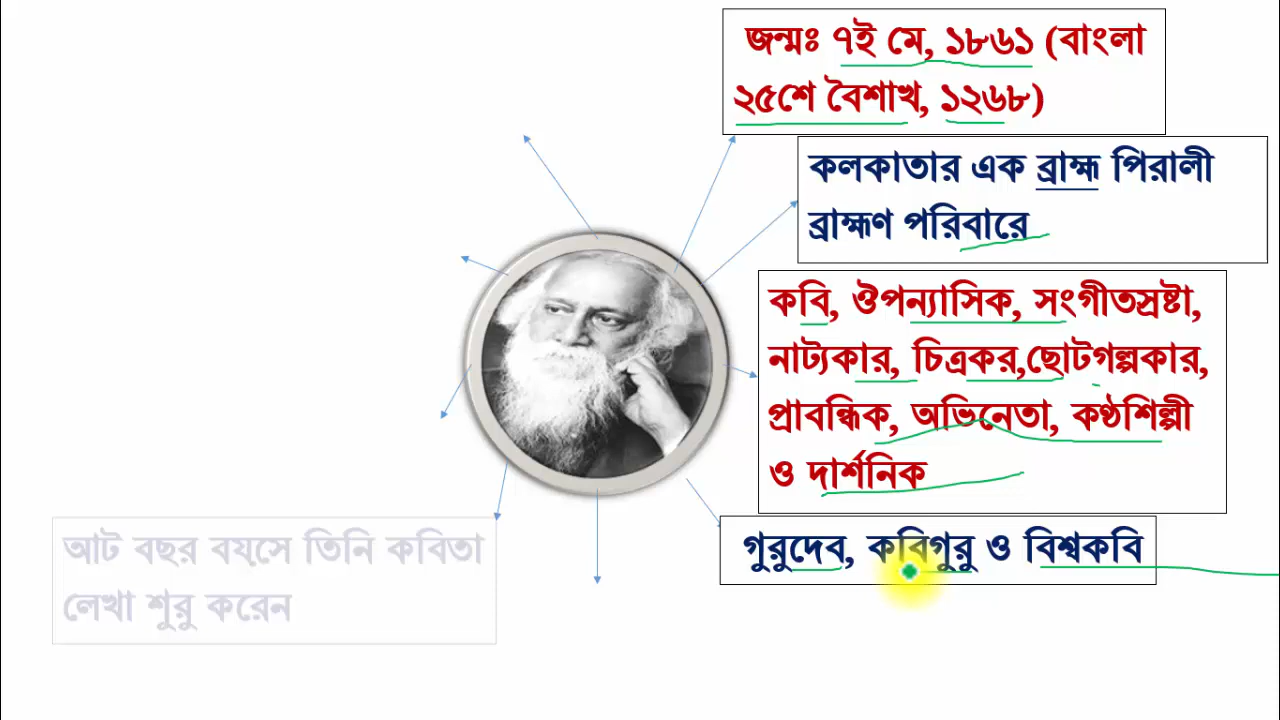 জন্মঃ ৭ই মে, ১৮৬১ (বাংলা
২৫শে বৈশাখ, ১২৬৮)
কলকাতার এক ব্রাহ্ম পিরালী
ব্রাহ্মণ পরিবারে
কবি, ঔপন্যাসিক, সংগীতস্রষ্টা,
নাট্যকার, চিত্রকর,ছোটগল্পকার,
প্রাবন্ধিক, অভিনেতা, কণ্ঠশিল্পী
ও দার্শনিক
গুরুদেব, কবিগুরু ও বিশ্বকবি
আট বছর বয়সে তিনি কবিতা
লেখা শুরু করেন